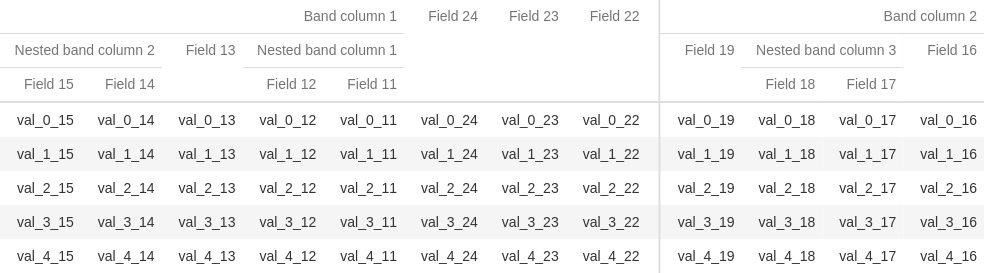 Band column 1 Field 24 Field 23 Field 22 Band column 2
Nested band column 2 Field 13 Nested band column 1 Field 19 Nested band column 3 Field 16
Field 15 Field 14 Field 12 Field 11 Field 18 Field 17
val_0_15 val_0_14 val_0_13 val_0_12 val_0_11 val_0_24 val_0_23 val_0_22 val_0_19 val_0_18 val_0_17 val_0_16
val_1_15 val_1_14 val_1_13 val_1_12 val_1_11 val_1_24 val_1_23 val_1_22 val_1_19 val_1_18 val_1_17 val_1_16
val_2_15 val_2_14 val_2_13 val_2_12 val_2_11 val_2_24 val_2_23 val_2_22 val_2_19 val_2_18 val_2_17 val_2_16
val_3_15 val_3_14 val_3_13 val_3_12 val_3_11 val_3_24 val_3_23 val_3_22 val_3_19 val_3_18 val_3_17 val_3_16
val_4_15 val_4_14 val_4_13 val_4_12 val_4_11 val_4_24 val_4_23 val_4_22 val_4_19 val_4_18 val_4_17 val_4_16